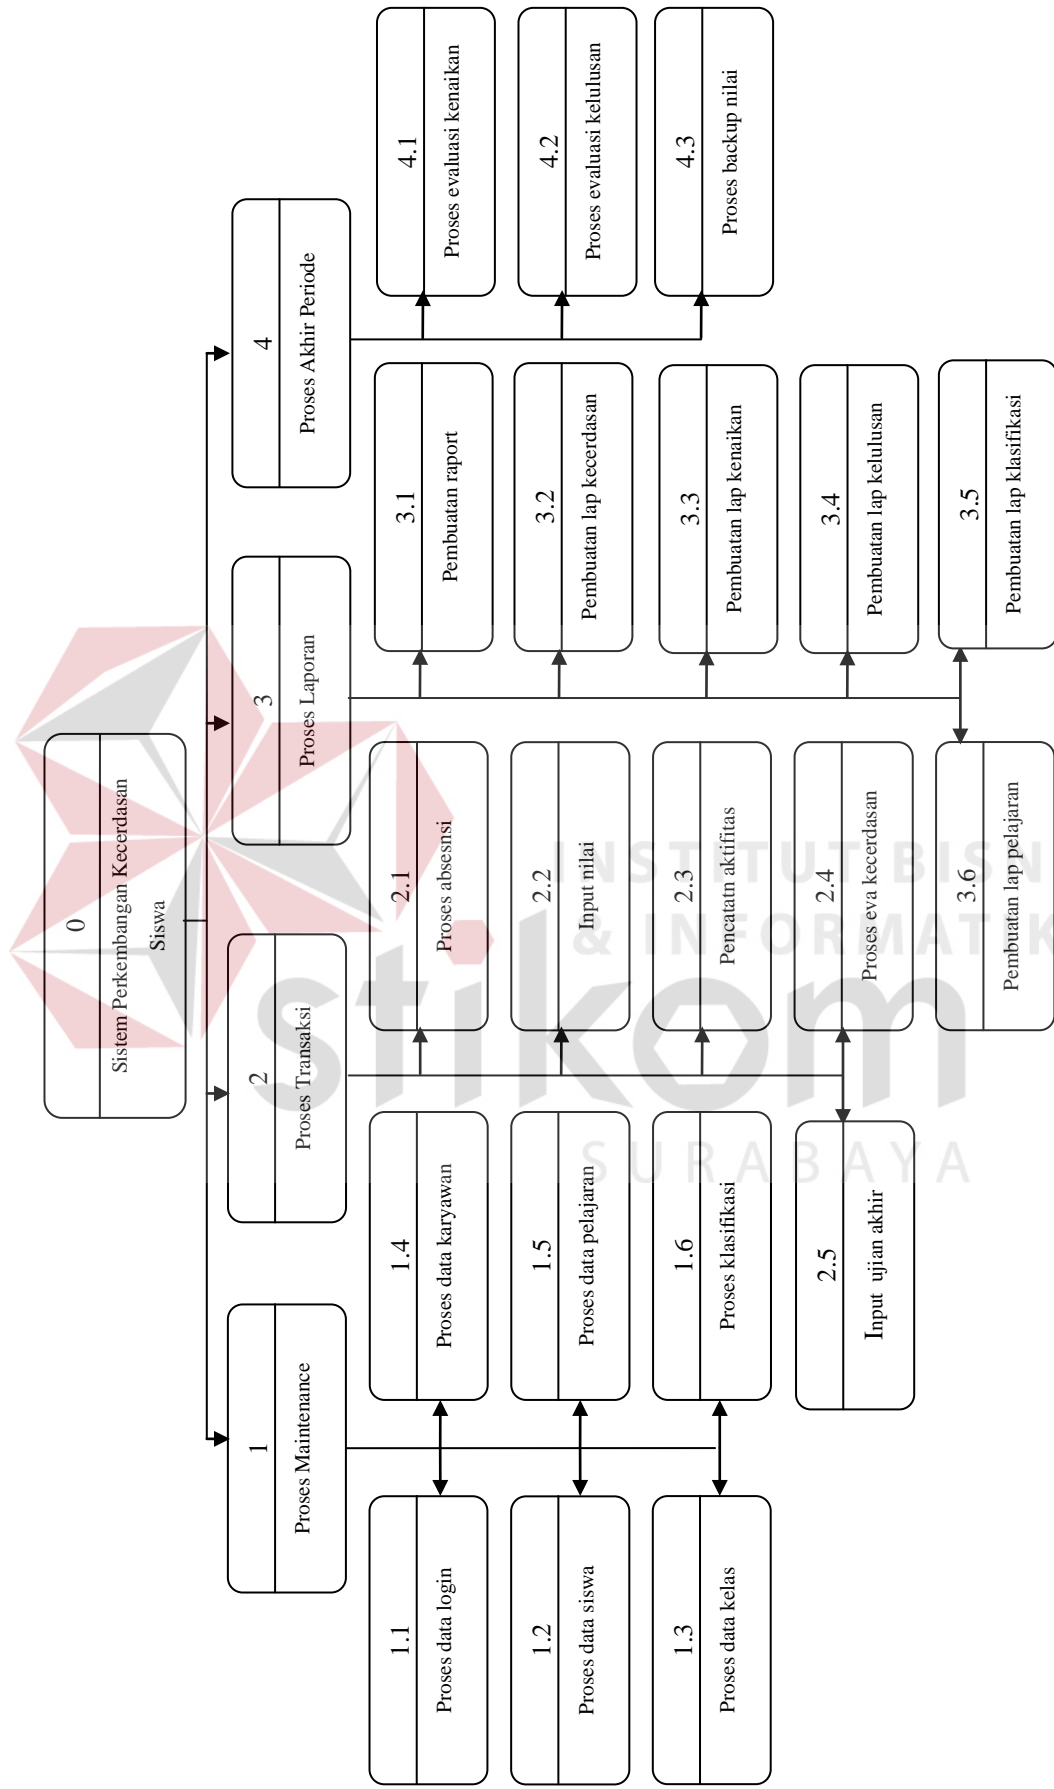 0
Sistem Perkembangan Kecerdasan
Siswa
1
Proses Maintenance
2
Proses Transaksi
3
Proses Laporan
4
Proses Akhir Periode
1.1
Proses data login
1.2
Proses data siswa
1.3
Proses data kelas
1.4
Proses data karyawan
1.5
Proses data pelajaran
1.6
Proses klasifikasi
2.1
Proses absesnsi
2.2
Input nilai
2.3
Pencatatn aktifitas
2.4
Proses eva kecerdasan
2.5
Input ujian akhir
3.1
Pembuatan raport
3.2
Pembuatan lap kecerdasan
3.3
Pembuatan lap kenaikan
3.4
Pembuatan lap kelulusan
3.5
Pembuatan lap klasifikasi
3.6
Pembuatan lap pelajaran
4.1
Proses evaluasi kenaikan
4.2
Proses evaluasi kelulusan
4.3
Proses backup nilai
INSTITUT BISN
& INFORMATIK
stikom
SURABAYA